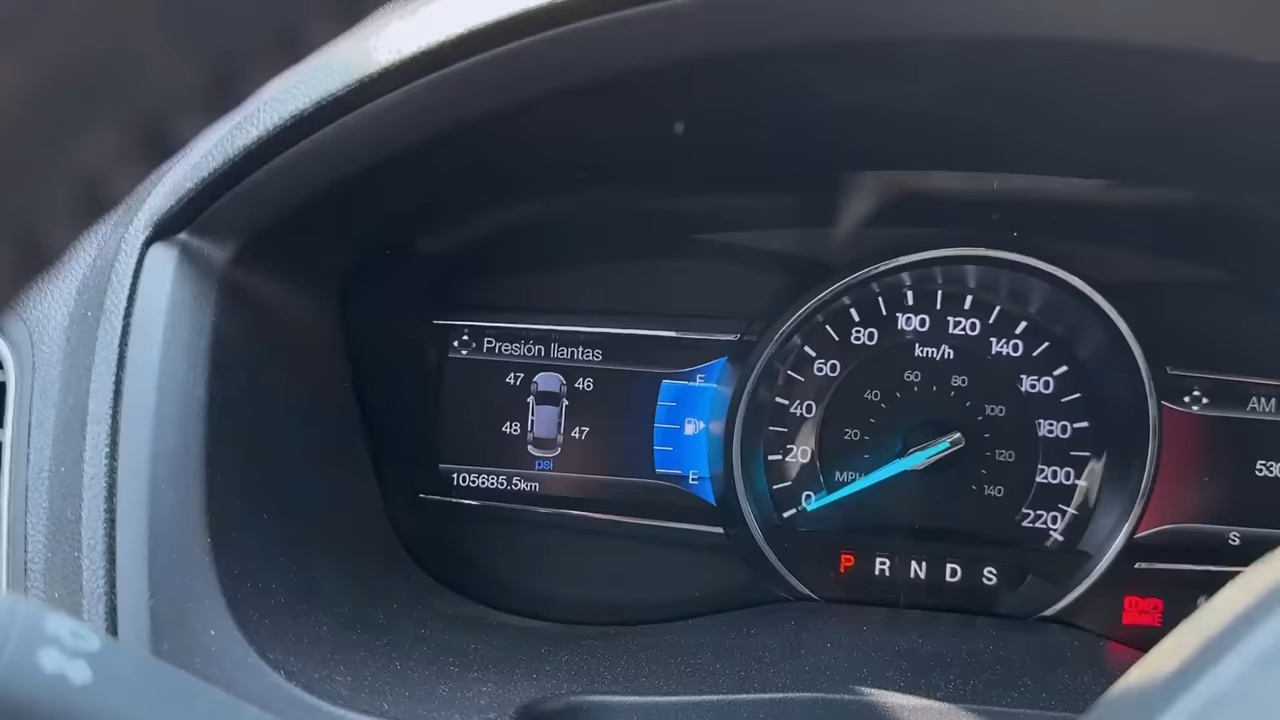 Presión llantas
47 46
48 47
psi
105685.5km
F
E
0 20 40 60 80 100 120 140 160 180 200 220
km/h
20 40 60 80 100 120 140
MPH
P R N D S
AM
530
S